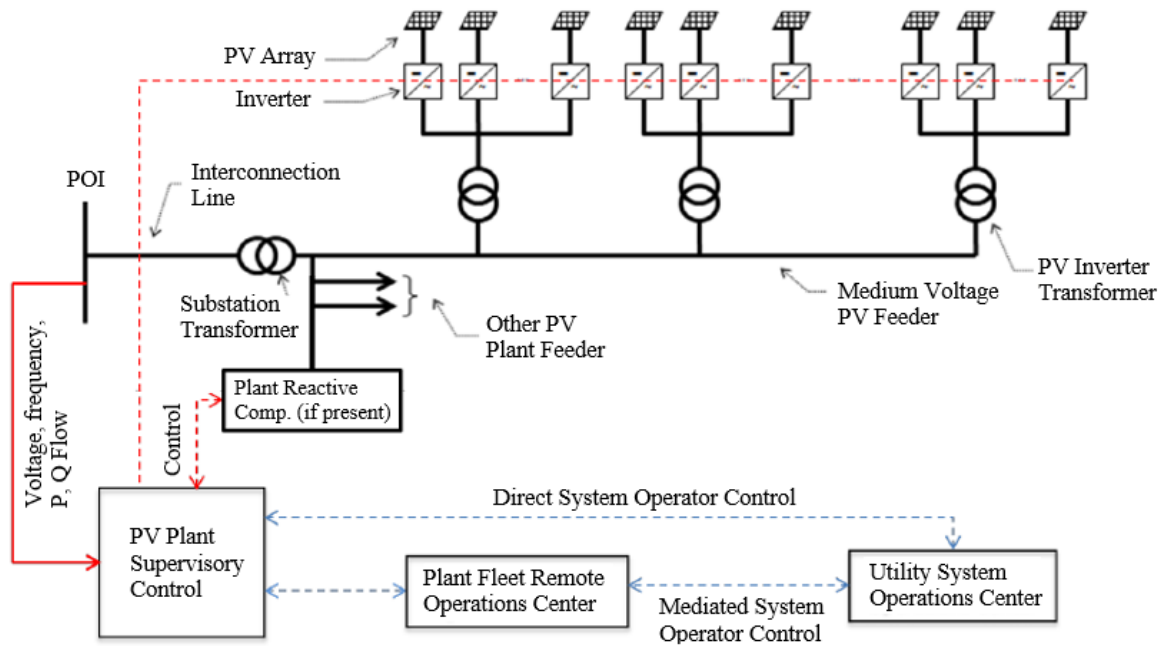 PV Array
Inverter
Interconnection
Line
POI
Substation
Transformer
Other PV
Plant Feeder
Medium Voltage
PV Feeder
PV Inverter
Transformer
Plant Reactive
Comp. (if present)
Control
Voltage, frequency,
P, Q Flow
PV Plant
Supervisory
Control
Direct System Operator Control
Plant Fleet Remote
Operations Center
Mediated System
Operator Control
Utility System
Operations Center